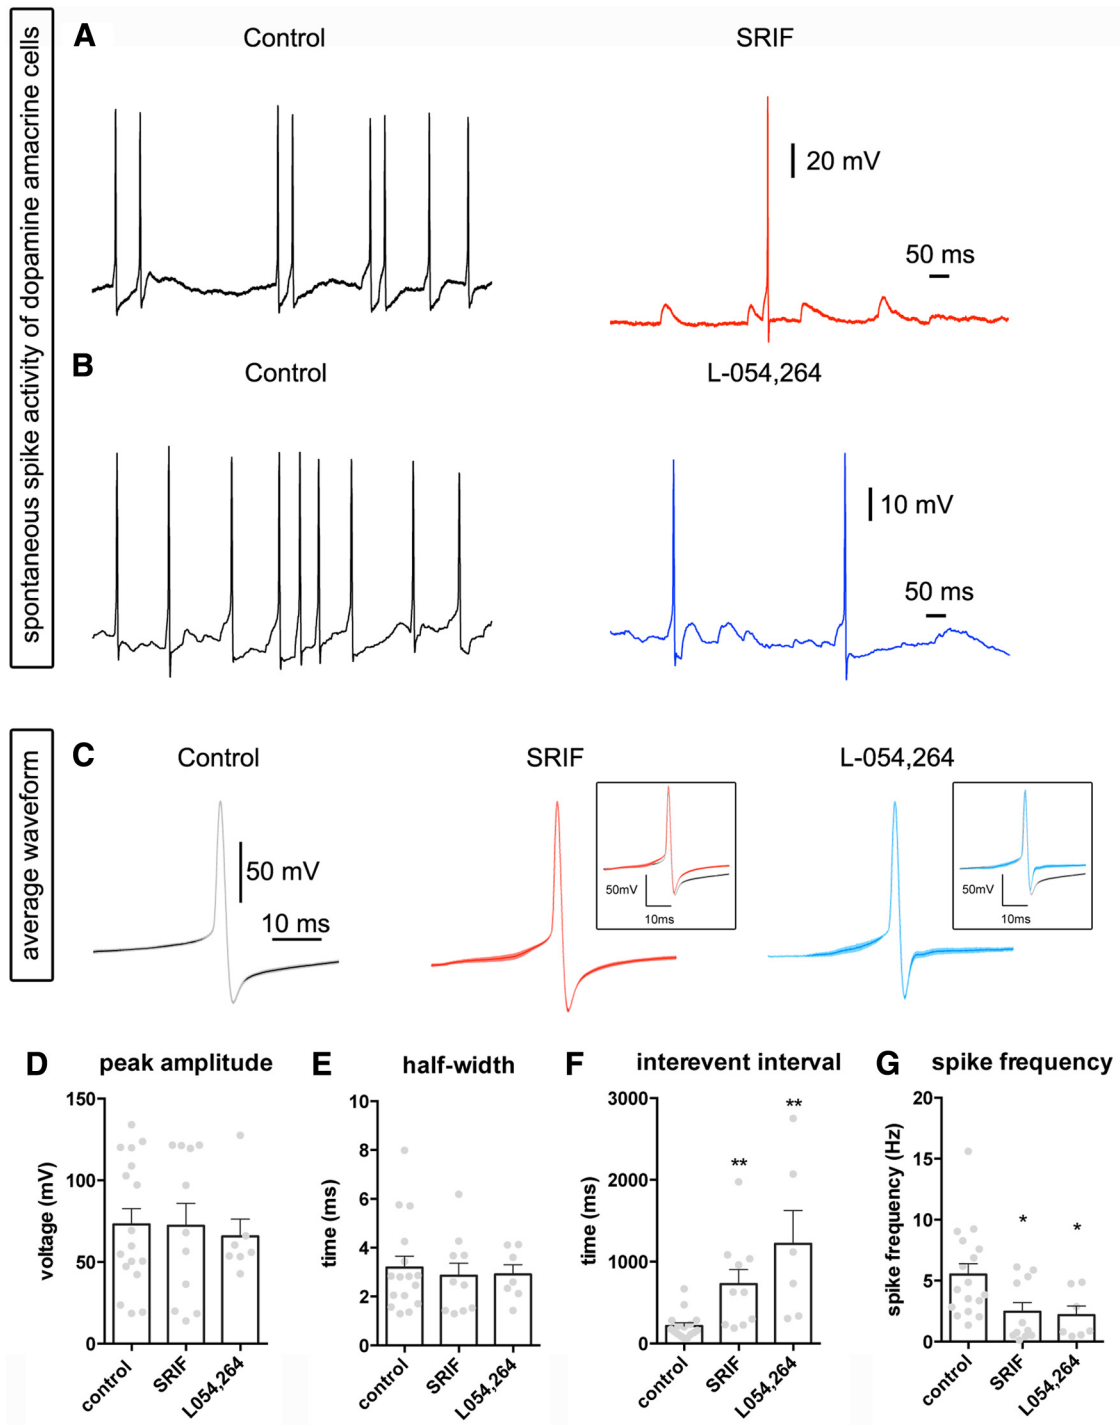 spontaneous spike activity of dopamine amacrine cells
A
Control
SRIF
20 mV
50 ms
B
Control
L-054,264
10 mV
50 ms
average waveform
C
Control
SRIF
L-054,264
50 mV
10 ms
50mV
10ms
50mV
10ms
D
peak amplitude
voltage (mV)
150
100
50
0
control
SRIF
L054,264
E
half-width
time (ms)
10
8
6
4
2
0
control
SRIF
L054,264
F
interevent interval
time (ms)
3000
2000
1000
0
**
**
control
SRIF
L054,264
G
spike frequency
spike frequency (Hz)
20
15
10
5
0
*
*
control
SRIF
L054,264